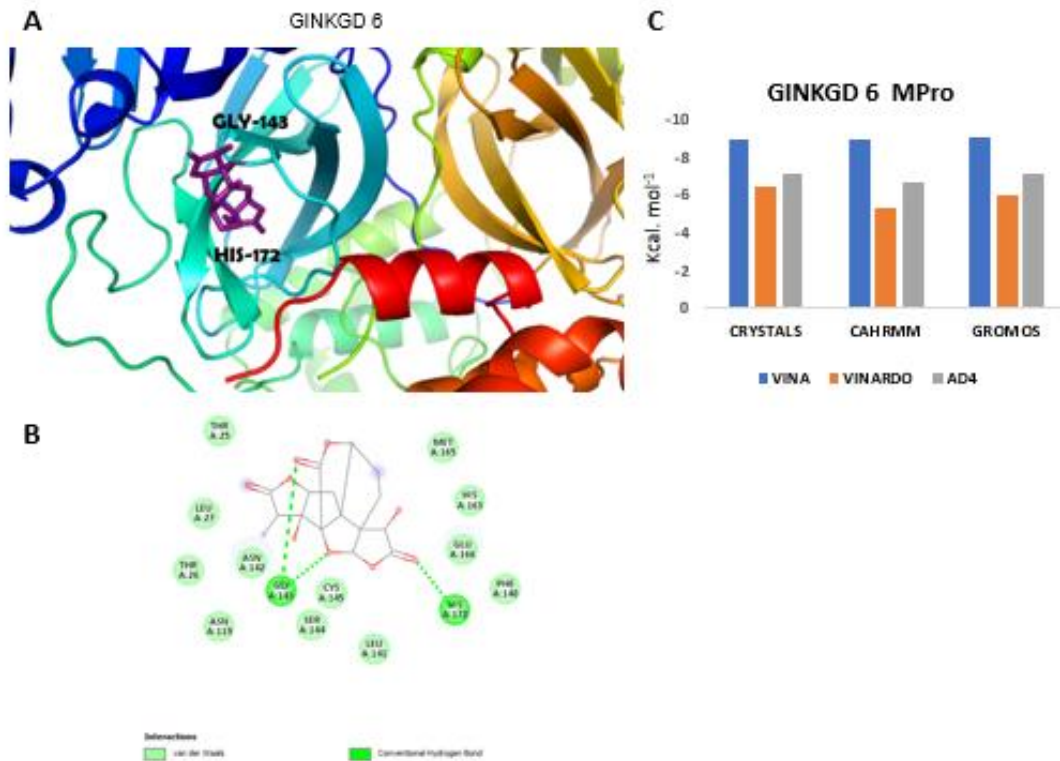 A
GINKGD 6
GLY-143
HIS-172
C
GINKGD 6 MPro
Kcal. mol-1
-10
-8
-6
-4
-2
0
CRYSTALS
CAHRMM
GROMOS
VINA
VINARDO
AD4
B
THR
A:25
MET
A:165
LEU
A:27
HIS
A:163
ASN
A:142
GLU
A:166
THR
A:26
GLY
A:143
CYS
A:145
PHE
A:140
HIS
A:172
ASN
A:119
SER
A:144
LEU
A:141
Interactions
van der Waals
Conventional Hydrogen Bond